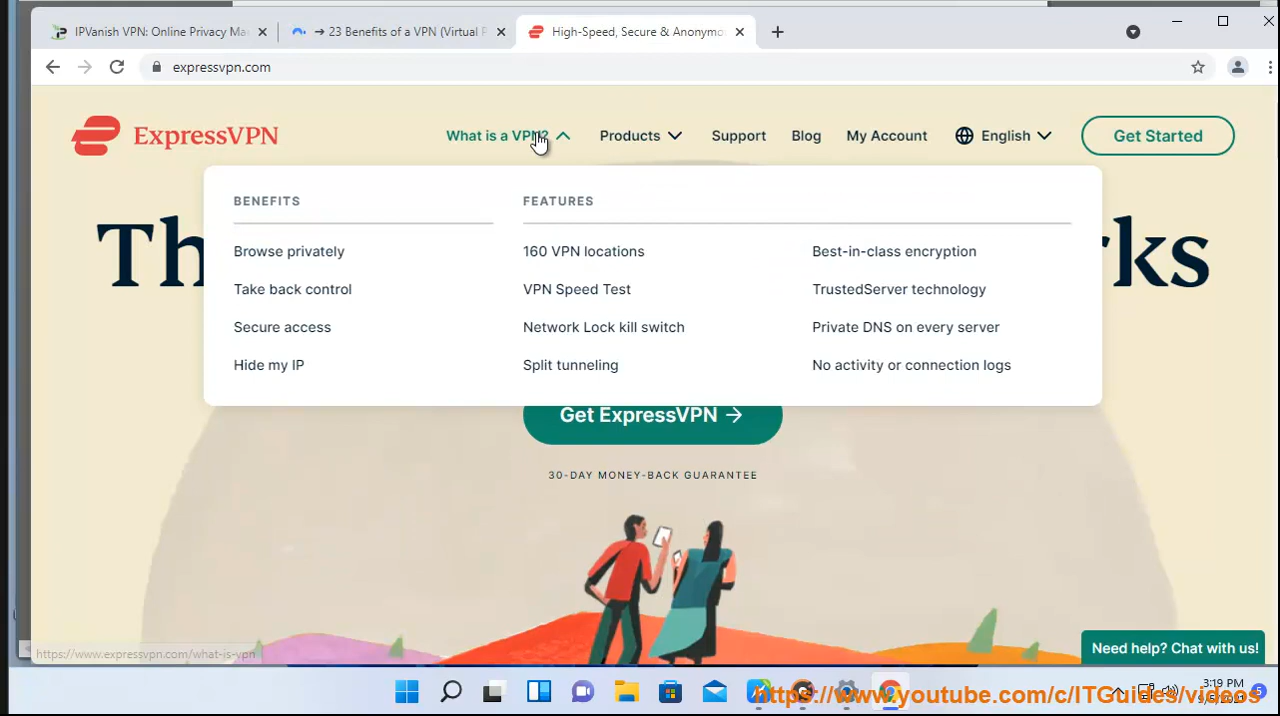 IPVanish VPN: Online Privacy Ma
→ 23 Benefits of a VPN (Virtual P
High-Speed, Secure & Anonymo
expressvpn.com
ExpressVPN
What is a VPN?
Products
Support
Blog
My Account
English
Get Started
BENEFITS
Browse privately
Take back control
Secure access
Hide my IP
FEATURES
160 VPN locations
VPN Speed Test
Network Lock kill switch
Split tunneling
Best-in-class encryption
TrustedServer technology
Private DNS on every server
No activity or connection logs
Th
rks
Get ExpressVPN →
30-DAY MONEY-BACK GUARANTEE
Need help? Chat with us!
https://www.expressvpn.com/what-is-vpn
3:19 PM
https://www.youtube.com/c/ITGuides/videos
5